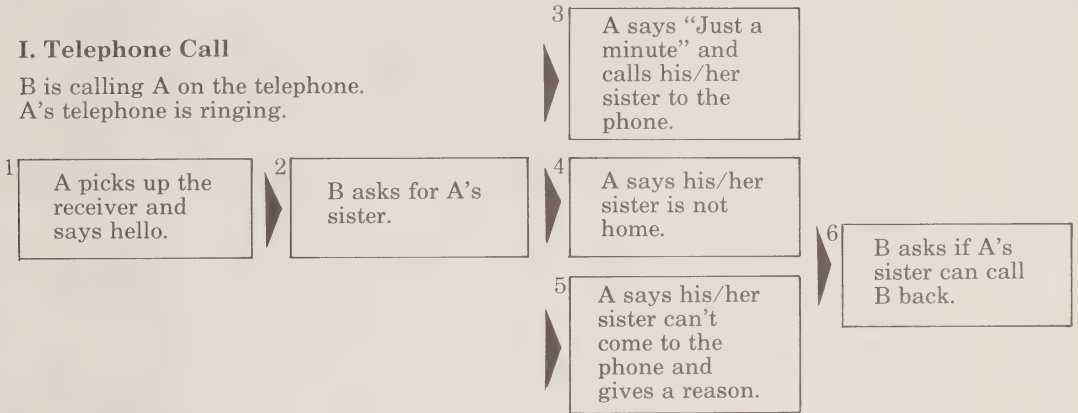 I. Telephone Call
B is calling A on the telephone.
A's telephone is ringing.
1
A picks up the
receiver and
says hello.
2
B asks for A's
sister.
3
A says “Just a
minute” and
calls his/her
sister to the
phone.
4
A says his/her
sister is not
home.
5
A says his/her
sister can't
come to the
phone and
gives a reason.
6
B asks if A's
sister can call
B back.